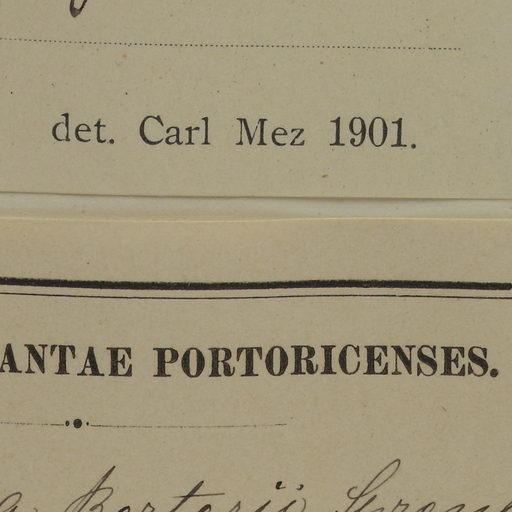 det. Carl Mez 1901.
ANTAE PORTORICENSES.